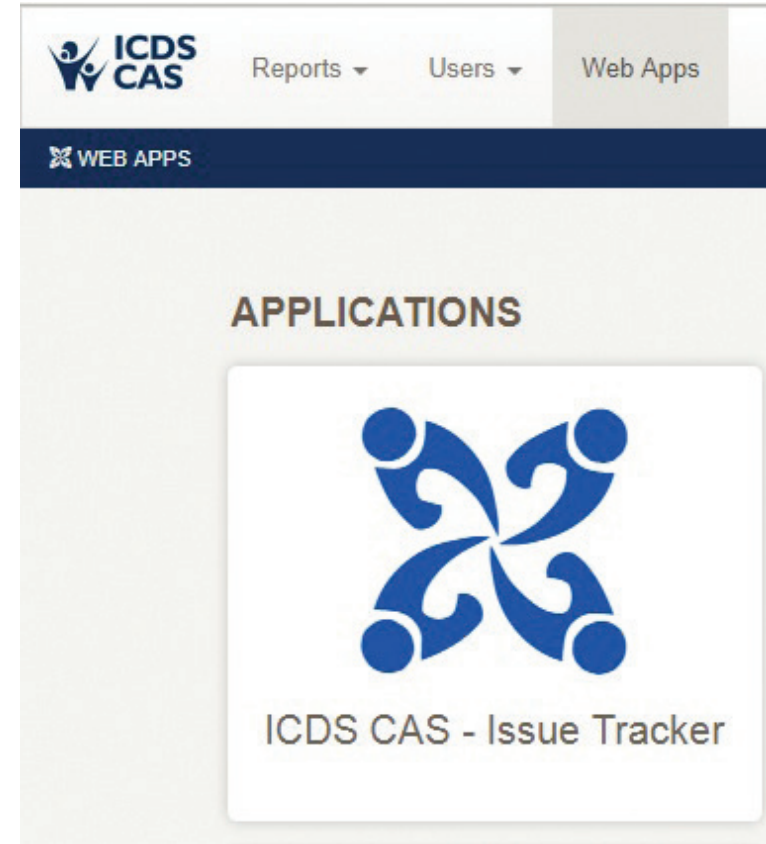 ICDS
CAS
Reports Users Web Apps
WEB APPS
APPLICATIONS
ICDS CAS - Issue Tracker